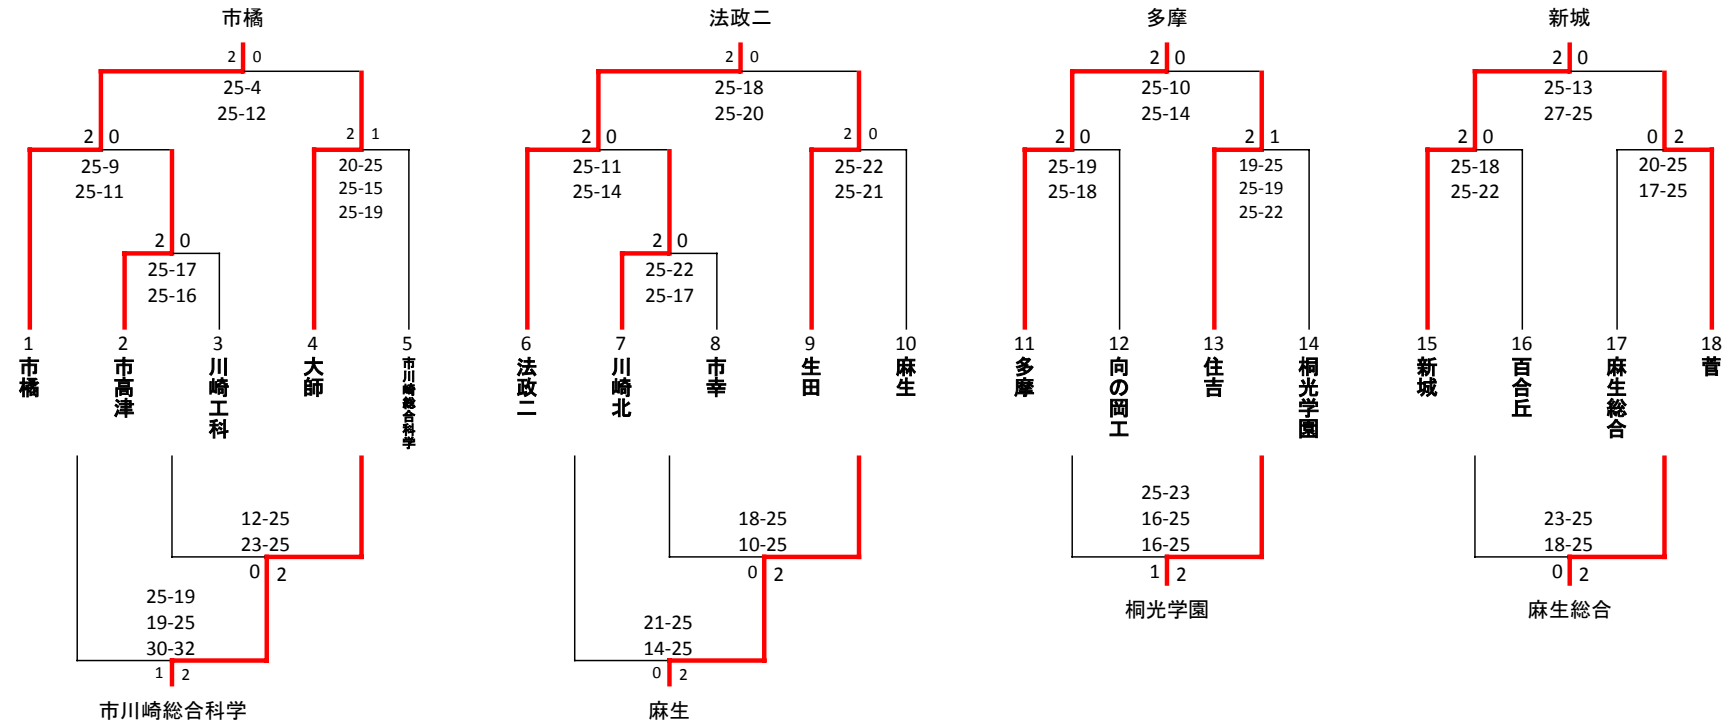 市橘
法政二
多摩
新城
2 0
2 0
2 0
2 0
25-4
25-12
25-18
25-20
25-10
25-14
25-13
27-25
2 0
2 1
2 0
2 0
2 0
2 1
2 0
0 2
25-9
25-11
20-25
25-15
25-19
25-11
25-14
25-22
25-21
25-19
25-18
19-25
25-19
25-22
25-18
25-22
20-25
17-25
2 0
2 0
25-17
25-16
25-22
25-17
1 2 3 4 5 6 7 8 9 10 11 12 13 14 15 16 17 18
市橘
市高津
川崎工科
大師
市川崎総合科学
法政二
川崎北
市幸
生田
麻生
多摩
向の岡工
住吉
桐光学園
新城
百合丘
麻生総合
菅
12-25
23-25
0 2
25-19
19-25
30-32
1 2
市川崎総合科学
18-25
10-25
0 2
21-25
14-25
0 2
麻生
25-23
16-25
16-25
1 2
桐光学園
23-25
18-25
0 2
麻生総合